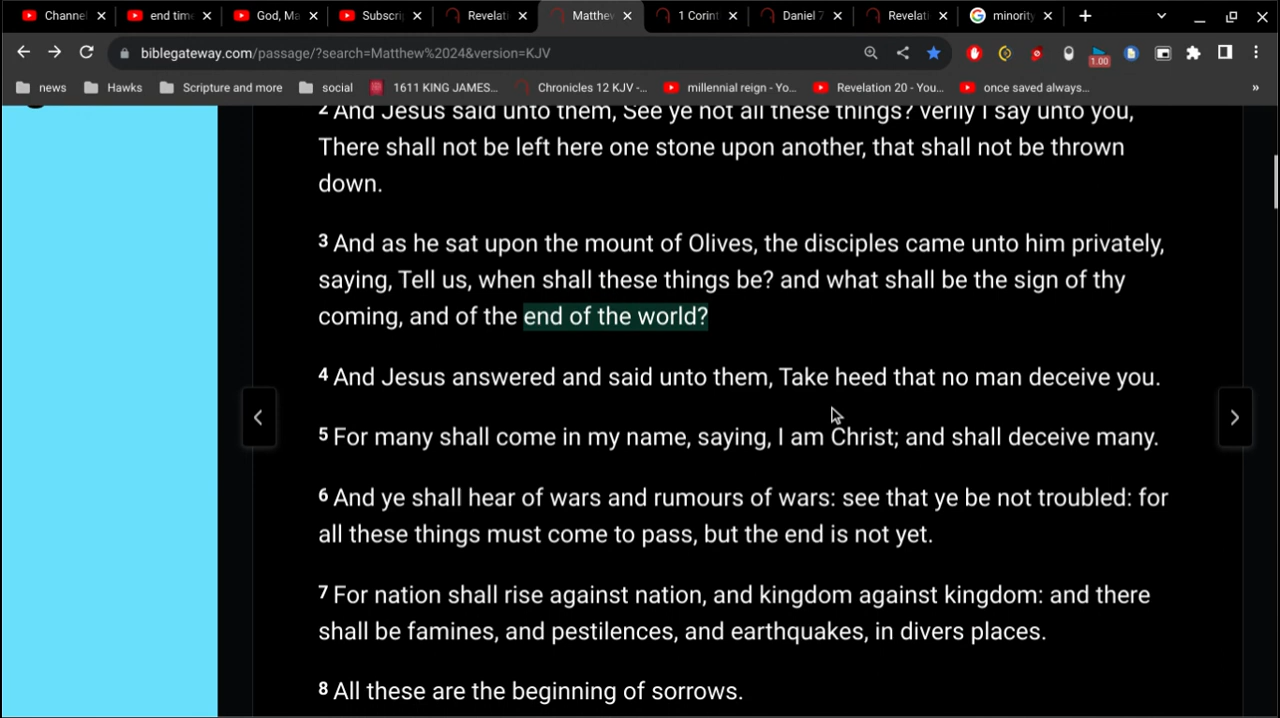 Channel
end time
God, Ma
Subscri
Revelati
Matthew
1 Corint
Daniel 7
Revelati
minority
biblegateway.com/passage/?search=Matthew%2024&version=KJV
1.00
news
Hawks
Scripture and more
social
1611 KING JAMES...
Chronicles 12 KJV -...
millennial reign - Yo...
Revelation 20 - You...
once saved always...
»
2 And Jesus said unto them, See ye not all these things? verily I say unto you,
There shall not be left here one stone upon another, that shall not be thrown
down.
3 And as he sat upon the mount of Olives, the disciples came unto him privately,
saying, Tell us, when shall these things be? and what shall be the sign of thy
coming, and of the end of the world?
4 And Jesus answered and said unto them, Take heed that no man deceive you.
5 For many shall come in my name, saying, I am Christ; and shall deceive many.
6 And ye shall hear of wars and rumours of wars: see that ye be not troubled: for
all these things must come to pass, but the end is not yet.
7 For nation shall rise against nation, and kingdom against kingdom: and there
shall be famines, and pestilences, and earthquakes, in divers places.
8 All these are the beginning of sorrows.